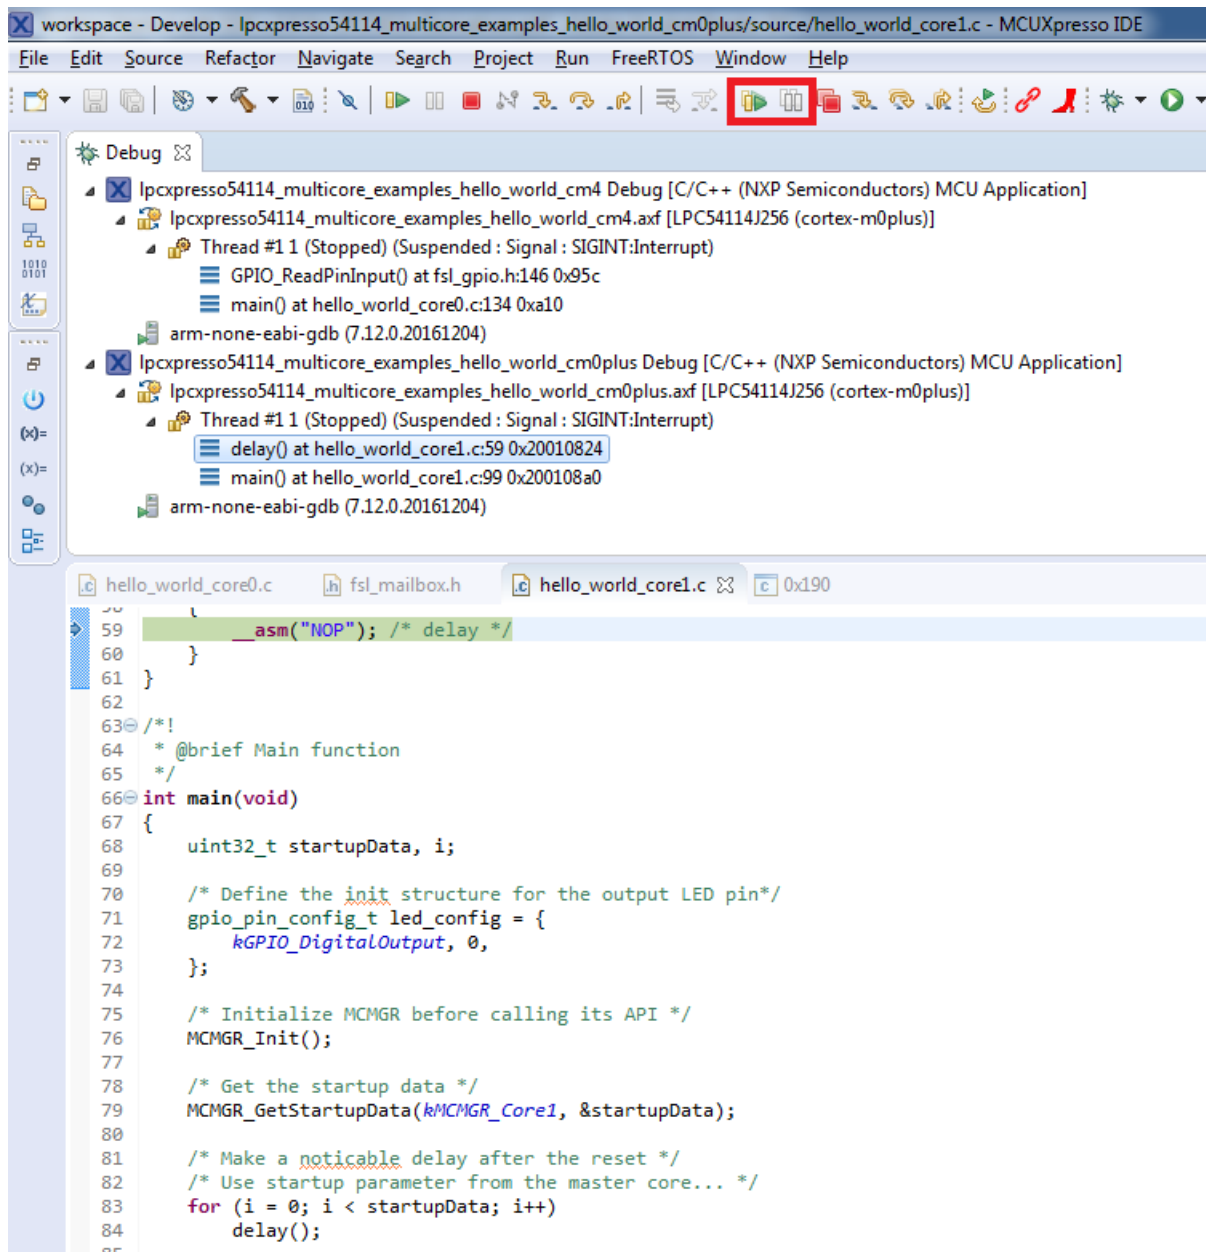 workspace - Develop - lpcxpresso54114_multicore_examples_hello_world_cm0plus/source/hello_world_core1.c - MCUXpresso IDE
File Edit Source Refactor Navigate Search Project Run FreeRTOS Window Help
Debug
lpcxpresso54114_multicore_examples_hello_world_cm4 Debug [C/C++ (NXP Semiconductors) MCU Application]
lpcxpresso54114_multicore_examples_hello_world_cm4.axf [LPC54114J256 (cortex-m0plus)]
Thread #1 1 (Stopped) (Suspended : Signal : SIGINT:Interrupt)
GPIO_ReadPinInput() at fsl_gpio.h:146 0x95c
main() at hello_world_core0.c:134 0xa10
arm-none-eabi-gdb (7.12.0.20161204)
lpcxpresso54114_multicore_examples_hello_world_cm0plus Debug [C/C++ (NXP Semiconductors) MCU Application]
lpcxpresso54114_multicore_examples_hello_world_cm0plus.axf [LPC54114J256 (cortex-m0plus)]
Thread #1 1 (Stopped) (Suspended : Signal : SIGINT:Interrupt)
delay() at hello_world_core1.c:59 0x20010824
main() at hello_world_core1.c:99 0x200108a0
arm-none-eabi-gdb (7.12.0.20161204)
hello_world_core0.c fsl_mailbox.h hello_world_core1.c 0x190
59 __asm("NOP"); /* delay */
60 }
61 }
62
63 /*!
64 * @brief Main function
65 */
66 int main(void)
67 {
68 uint32_t startupData, i;
69
70 /* Define the init structure for the output LED pin*/
71 gpio_pin_config_t led_config = {
72 kGPIO_DigitalOutput, 0,
73 };
74
75 /* Initialize MCMGR before calling its API */
76 MCMGR_Init();
77
78 /* Get the startup data */
79 MCMGR_GetStartupData(kMCMGR_Core1, &startupData);
80
81 /* Make a noticable delay after the reset */
82 /* Use startup parameter from the master core... */
83 for (i = 0; i < startupData; i++)
84 delay();